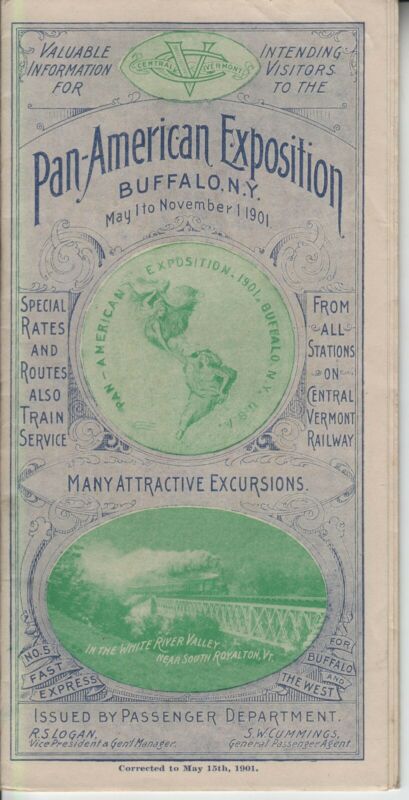 VALUABLE
INFORMATION
FOR
CENTRAL VERMONT
CV
INTENDING
VISITORS
TO THE
Pan-American Exposition
BUFFALO, N.Y.
May 1 to November 1 1901
SPECIAL
RATES
AND
ROUTES
ALSO
TRAIN
SERVICE
PAN-AMERICAN EXPOSITION. 1901. BUFFALO N.Y. U.S.A.
FROM
ALL
STATIONS
ON
CENTRAL
VERMONT
RAILWAY
MANY ATTRACTIVE EXCURSIONS.
IN THE WHITE RIVER VALLEY
NEAR SOUTH ROYALTON, VT.
NO. 5
FAST
EXPRESS
FOR
BUFFALO
AND
THE WEST
ISSUED BY PASSENGER DEPARTMENT.
R.S. LOGAN,
Vice President & Gen'l Manager.
S.W. CUMMINGS,
General Passenger Agent
Corrected to May 15th, 1901.